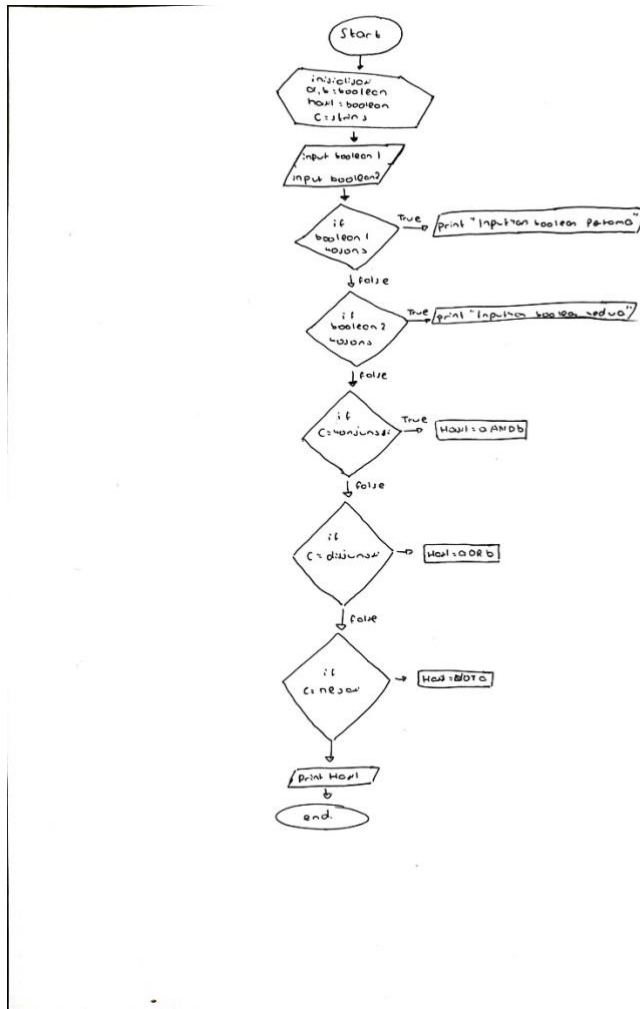 Start
inisialisasi
a,b = boolean
hasil = boolean
C = string
input boolean 1
input boolean 2
if
boolean 1
kosong
True
print "Inputkan boolean pertama"
false
if
boolean 2
kosong
True
print "Inputkan boolean kedua"
false
if
C = konjungsi
True
Hasil = a AND b
false
if
C = disjungsi
Hasil = a OR b
false
if
C = negasi
Hasil = NOT a
Print Hasil
end